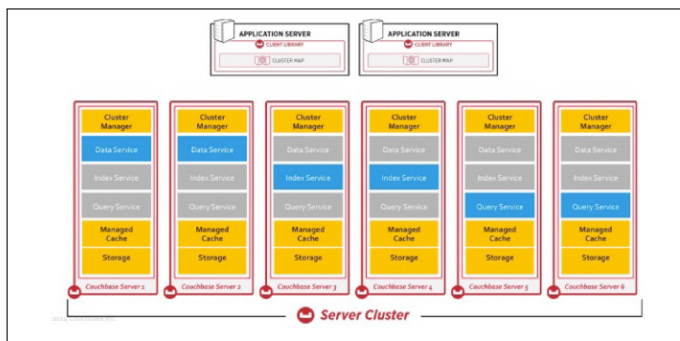 APPLICATION SERVER
CLIENT LIBRARY
CLUSTER MAP
APPLICATION SERVER
CLIENT LIBRARY
CLUSTER MAP
Cluster
Manager
Data Service
Index Service
Query Service
Managed
Cache
Storage
Couchbase Server 1
Cluster
Manager
Data Service
Index Service
Query Service
Managed
Cache
Storage
Couchbase Server 2
Cluster
Manager
Data Service
Index Service
Query Service
Managed
Cache
Storage
Couchbase Server 3
Cluster
Manager
Data Service
Index Service
Query Service
Managed
Cache
Storage
Couchbase Server 4
Cluster
Manager
Data Service
Index Service
Query Service
Managed
Cache
Storage
Couchbase Server 5
Cluster
Manager
Data Service
Index Service
Query Service
Managed
Cache
Storage
Couchbase Server 6
Server Cluster